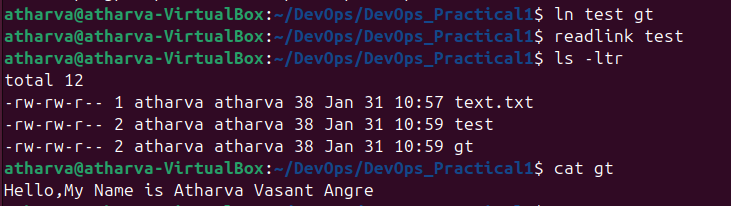 atharva@atharva-VirtualBox:~/DevOps/DevOps_Practical1$ ln test gt
atharva@atharva-VirtualBox:~/DevOps/DevOps_Practical1$ readlink test
atharva@atharva-VirtualBox:~/DevOps/DevOps_Practical1$ ls -ltr
total 12
-rw-rw-r-- 1 atharva atharva 38 Jan 31 10:57 text.txt
-rw-rw-r-- 2 atharva atharva 38 Jan 31 10:59 test
-rw-rw-r-- 2 atharva atharva 38 Jan 31 10:59 gt
atharva@atharva-VirtualBox:~/DevOps/DevOps_Practical1$ cat gt
Hello,My Name is Atharva Vasant Angre